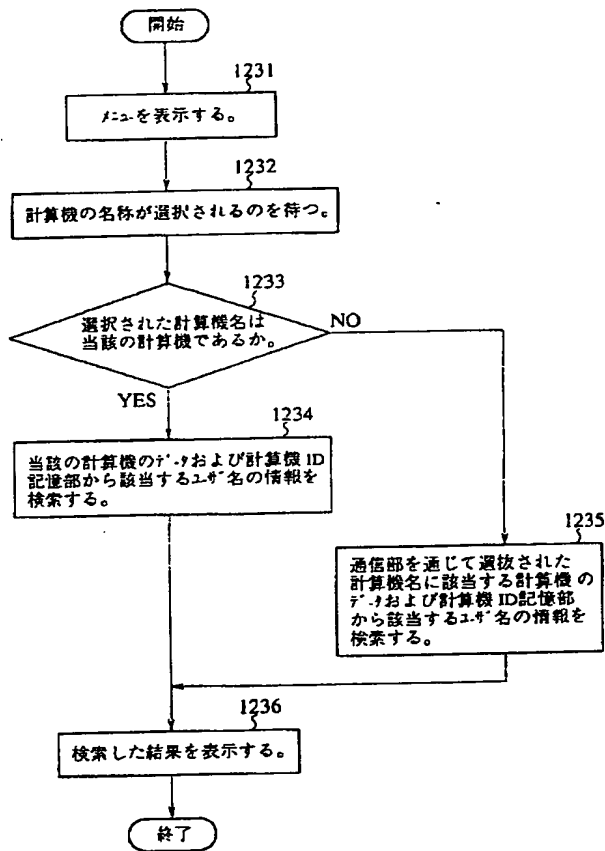 開始
1231
メニューを表示する。
1232
計算機の名称が選択されるのを待つ。
1233
選択された計算機名は
当該の計算機であるか。
NO
YES
1234
当該の計算機のデータおよび計算機ID
記憶部から該当するユーザ名の情報を
検索する。
1235
通信部を通じて選抜された
計算機名に該当する計算機の
データおよび計算機ID記憶部
から該当するユーザ名の情報を
検索する。
1236
検索した結果を表示する。
終了